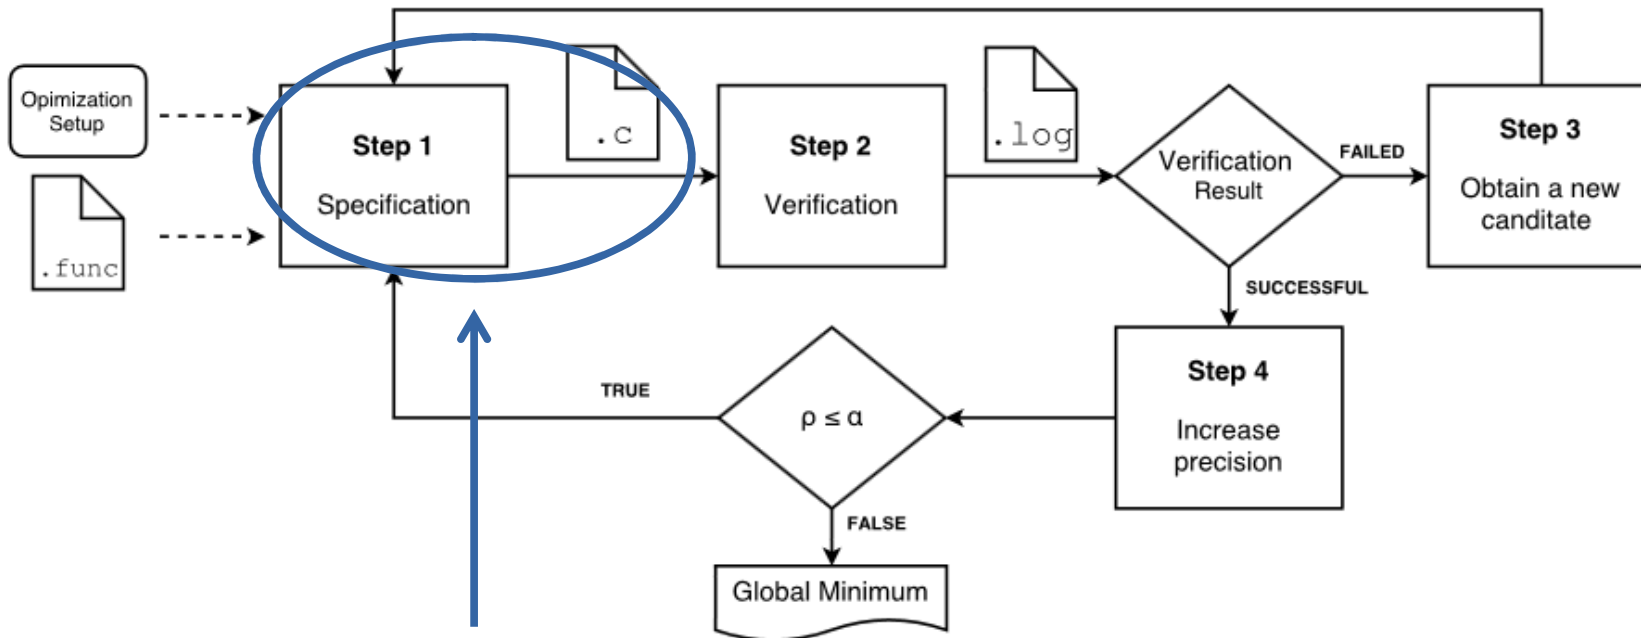 Opimization
Setup
.func
Step 1
Specification
.c
Step 2
Verification
.log
Verification
Result
FAILED
Step 3
Obtain a new
canditate
SUCCESSFUL
Step 4
Increase
precision
ρ ≤ α
TRUE
FALSE
Global Minimum